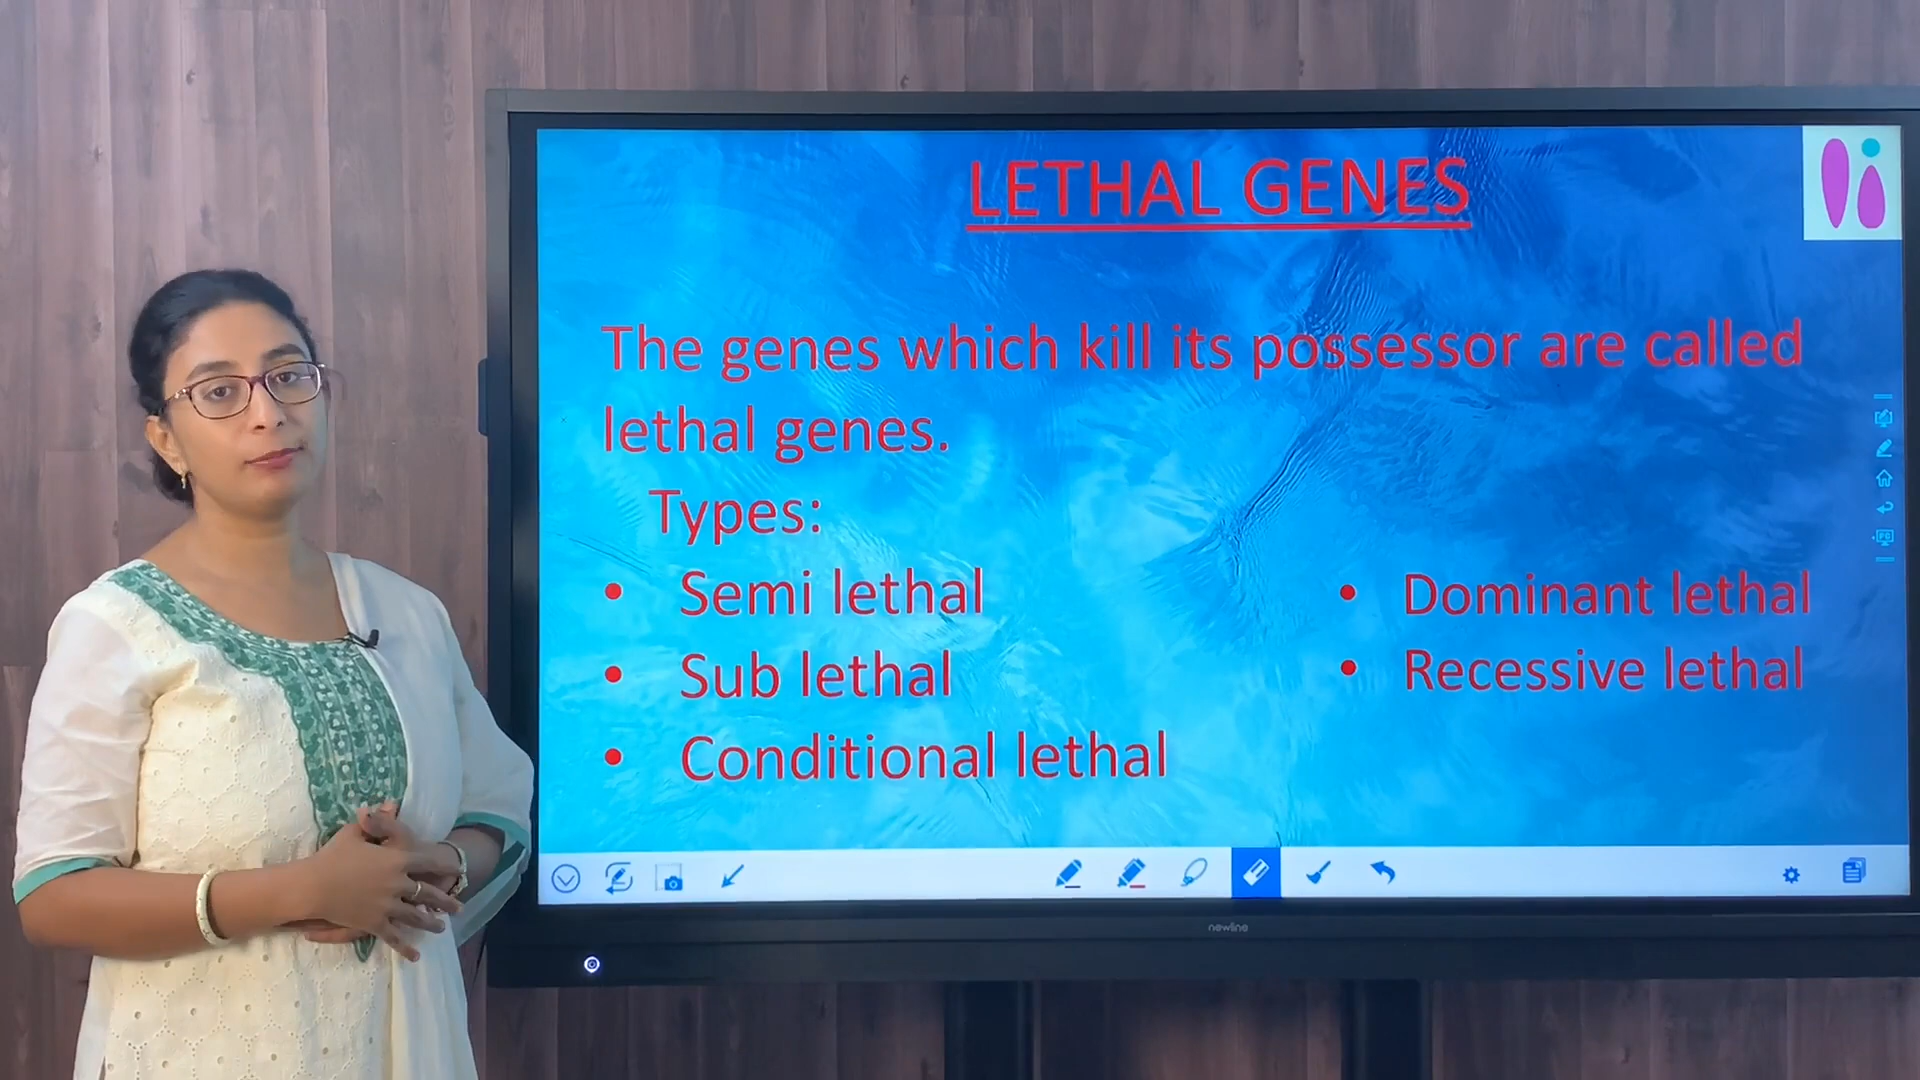 LETHAL GENES
The genes which kill its possessor are called
lethal genes.
Types:
• Semi lethal
• Sub lethal
• Conditional lethal
• Dominant lethal
• Recessive lethal
newline